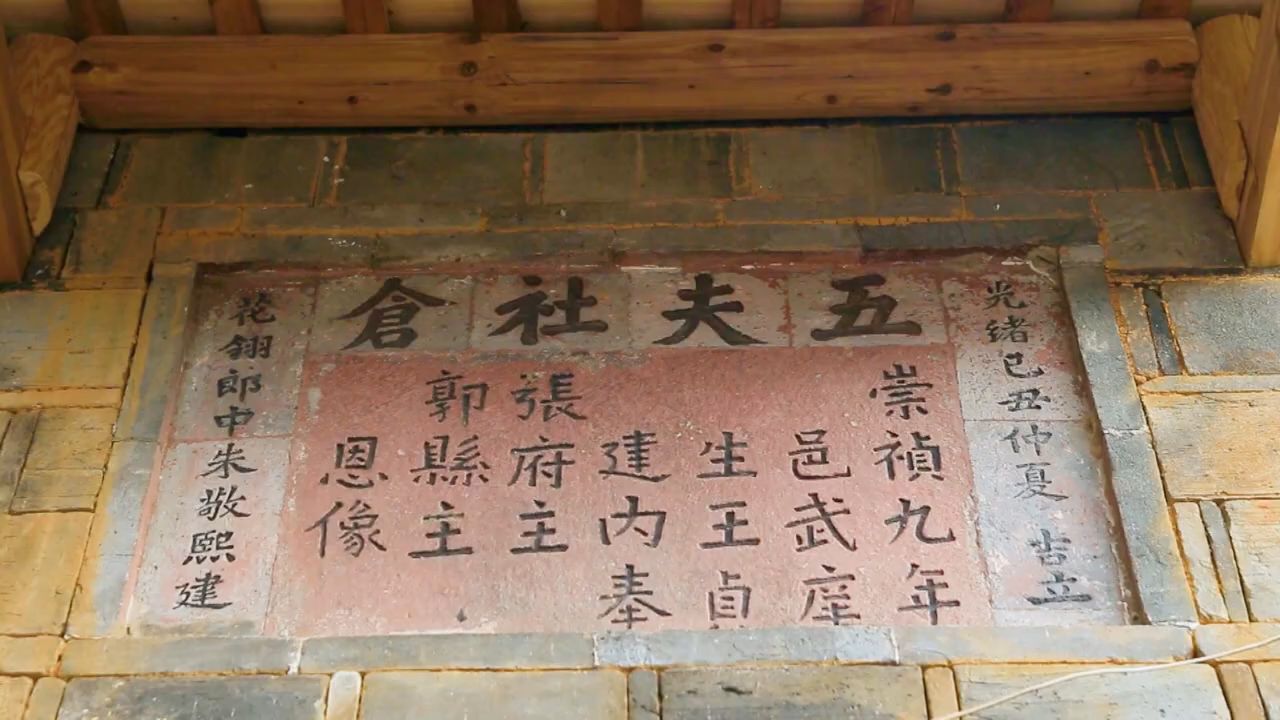 光緒已丑仲夏 吉立
五夫社倉
崇禎九年
邑武庠
生王貞
建内奉
張府主
郭縣主
恩像
花翎郎中朱敬熙建